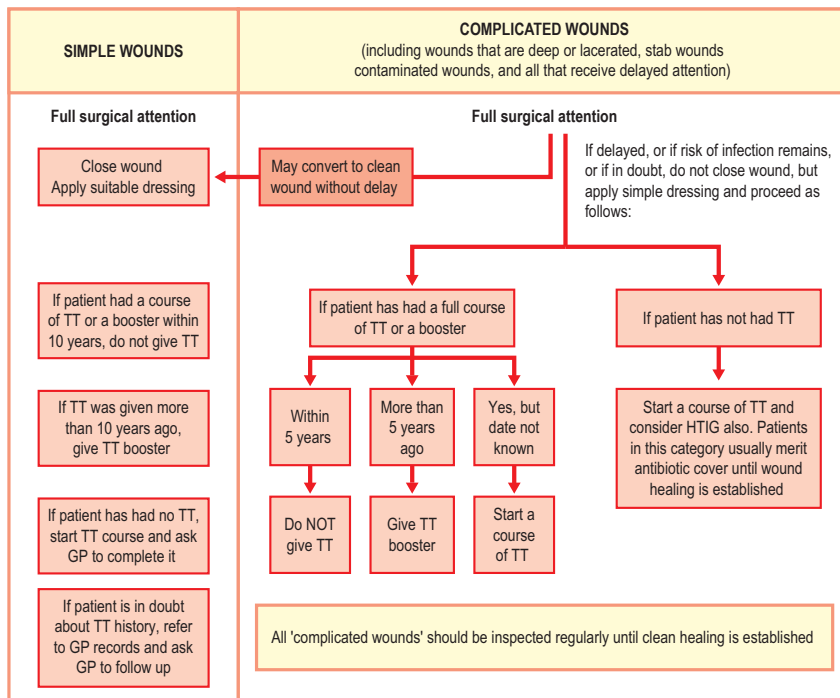 SIMPLE WOUNDS
COMPLICATED WOUNDS
(including wounds that are deep or lacerated, stab wounds
contaminated wounds, and all that receive delayed attention)
Full surgical attention
Close wound
Apply suitable dressing
If patient had a course
of TT or a booster within
10 years, do not give TT
If TT was given more
than 10 years ago,
give TT booster
If patient has had no TT,
start TT course and ask
GP to complete it
If patient is in doubt
about TT history, refer
to GP records and ask
GP to follow up
Full surgical attention
May convert to clean
wound without delay
If delayed, or if risk of infection remains,
or if in doubt, do not close wound, but
apply simple dressing and proceed as
follows:
If patient has had a full course
of TT or a booster
If patient has not had TT
Within
5 years
More than
5 years
ago
Yes, but
date not
known
Start a course of TT and
consider HTIG also. Patients
in this category usually merit
antibiotic cover until wound
healing is established
Do NOT
give TT
Give TT
booster
Start a
course
of TT
All 'complicated wounds' should be inspected regularly until clean healing is established